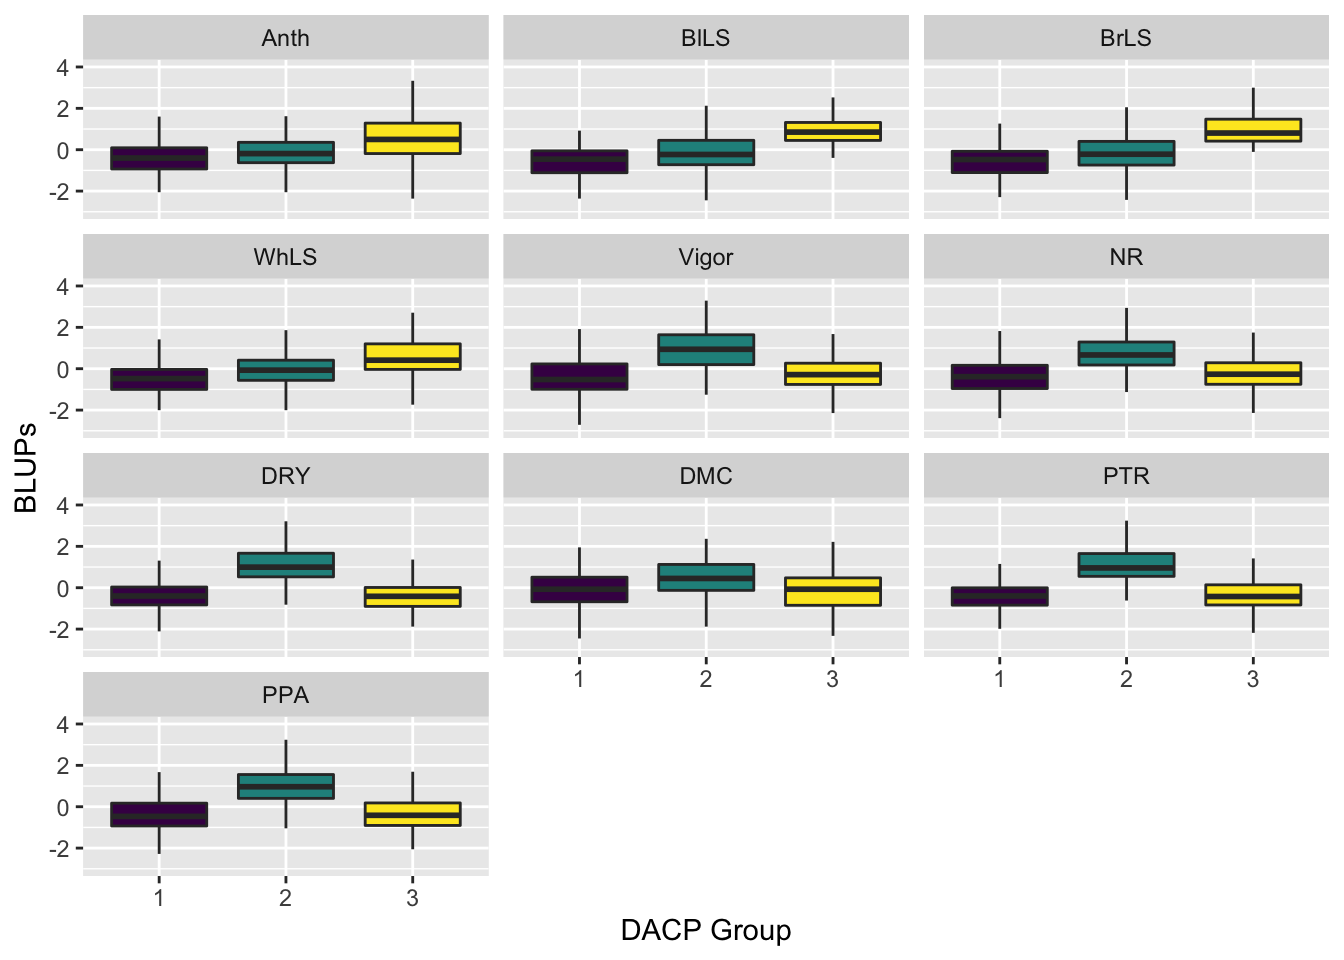 Anth BlLS BrLS
4
2
0
-2
WhLS Vigor NR
4
2
0
-2
DRY DMC PTR
4
2
0
-2
1 2 3 1 2 3
PPA
4
2
0
-2
1 2 3
BLUPs
DACP Group